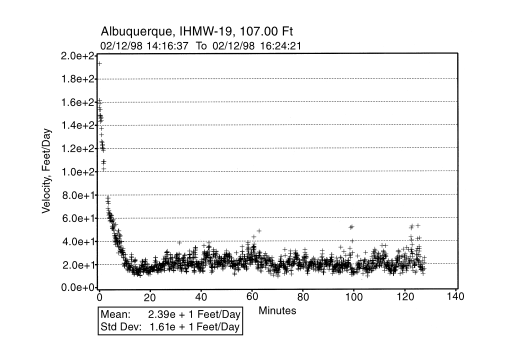 Albuquerque, IHMW-19, 107.00 Ft
02/12/98 14:16:37 To 02/12/98 16:24:21
2.0e+2
1.8e+2
1.6e+2
1.4e+2
1.2e+2
1.0e+2
8.0e+1
6.0e+1
4.0e+1
2.0e+1
0.0e+0
Velocity, Feet/Day
0 20 40 60 80 100 120 140
Minutes
Mean: 2.39e + 1 Feet/Day
Std Dev: 1.61e + 1 Feet/Day